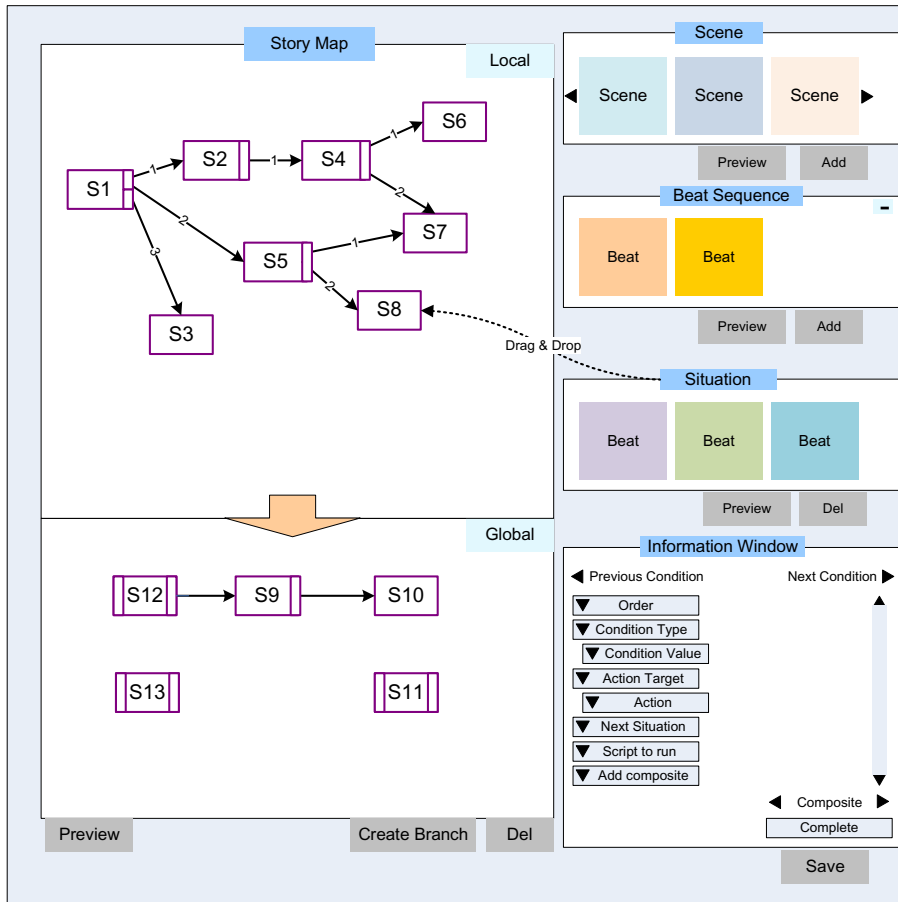 Story Map
Local
S1
1
S2
1
S4
1
S6
2
S7
2
S5
1
2
S8
3
S3
Drag & Drop
Global
S12
S9
S10
S13
S11
Preview
Create Branch
Del
Scene
Scene
Scene
Scene
Preview
Add
Beat Sequence
-
Beat
Beat
Preview
Add
Situation
Beat
Beat
Beat
Preview
Del
Information Window
Previous Condition
Next Condition
Order
Condition Type
Condition Value
Action Target
Action
Next Situation
Script to run
Add composite
Composite
Complete
Save